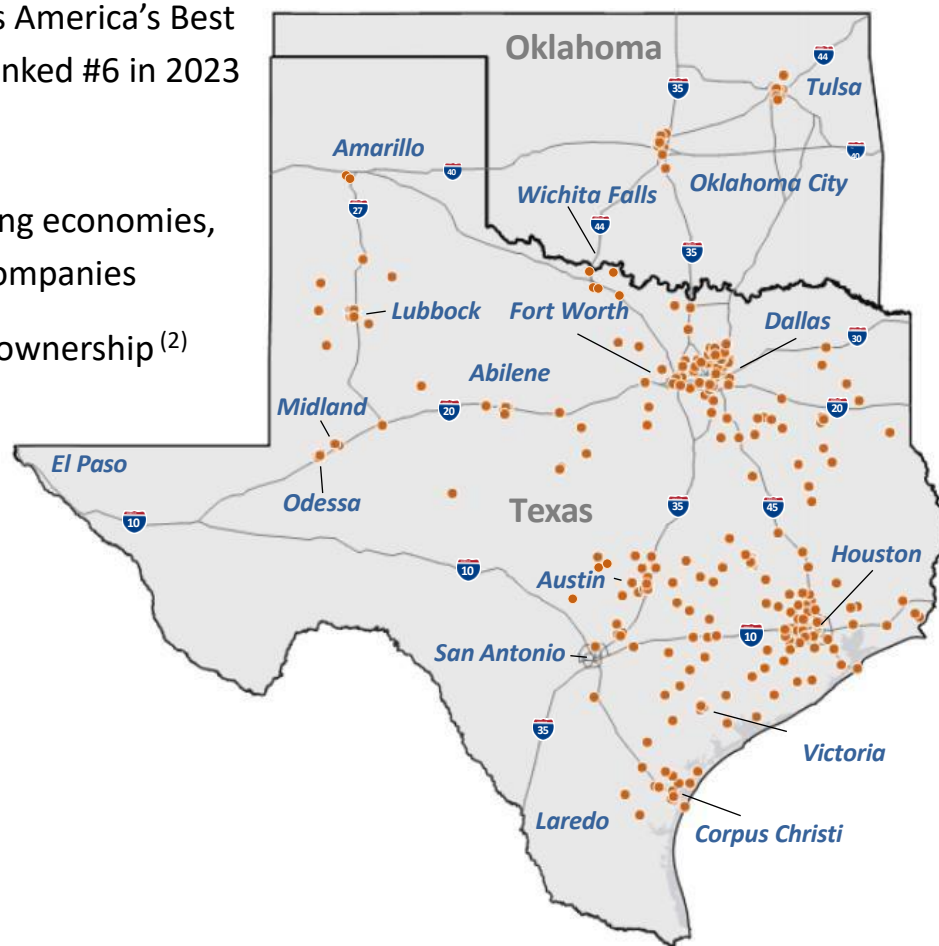 s America's Best
nked #6 in 2023
ng economies,
ompanies
ownership (2)
Oklahoma
44
35
Tulsa
Amarillo
40
40
Oklahoma City
Wichita Falls
27
44
35
Lubbock
Fort Worth
Dallas
30
Abilene
Midland
20
20
El Paso
Odessa
Texas
10
35
45
10
Austin
Houston
San Antonio
10
35
Victoria
Laredo
Corpus Christi